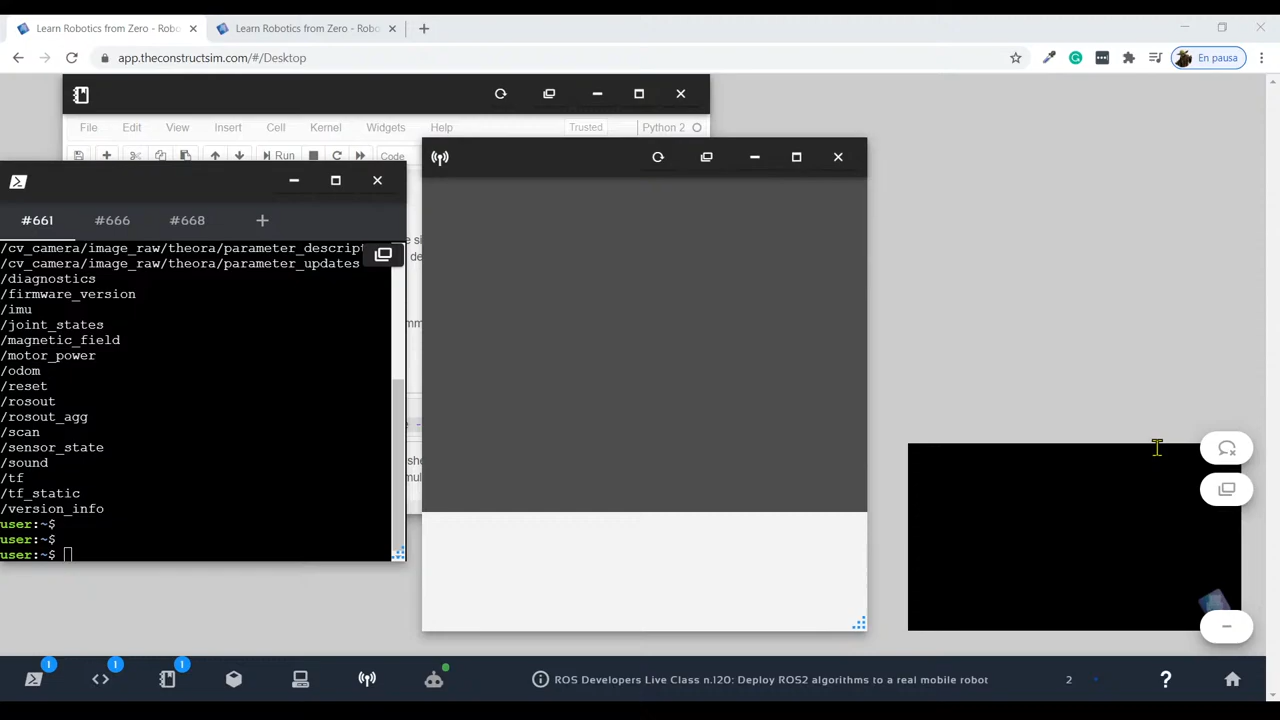 Learn Robotics from Zero - Robo
Learn Robotics from Zero - Robo
app.theconstructsim.com/#/Desktop
En pausa
File Edit View Insert Cell Kernel Widgets Help Trusted Python 2
Run Code
#661 #666 #668
/cv_camera/image_raw/theora/parameter_descript
/cv_camera/image_raw/theora/parameter_updates
/diagnostics
/firmware_version
/imu
/joint_states
/magnetic_field
/motor_power
/odom
/reset
/rosout
/rosout_agg
/scan
/sensor_state
/sound
/tf
/tf_static
/version_info
user:~$
user:~$
user:~$
1 1 1
ROS Developers Live Class n.120: Deploy ROS2 algorithms to a real mobile robot 2